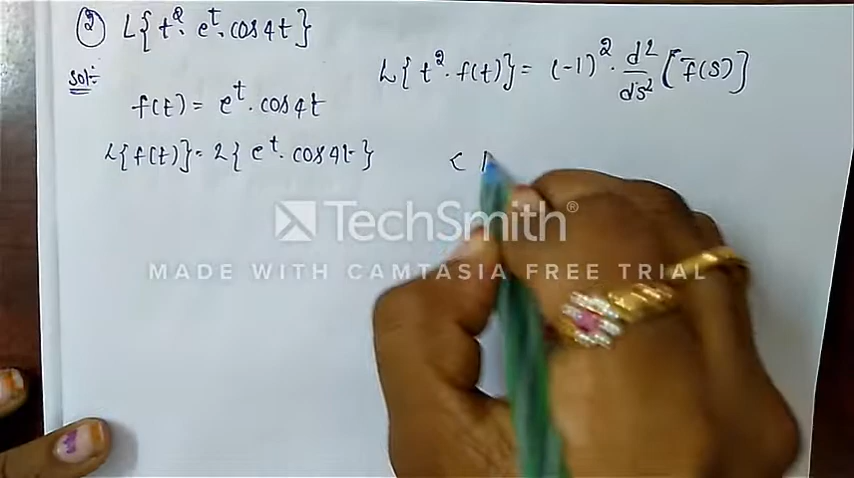 ② L{t². eᵗ. cos4t}
Sol:-
L{t². f(t)} = (-1)². d²/ds² [f̄(s)]
f(t) = eᵗ. cos4t
L{f(t)} = L{eᵗ. cos4t}
TechSmith®
MADE WITH CAMTASIA FREE TRIAL